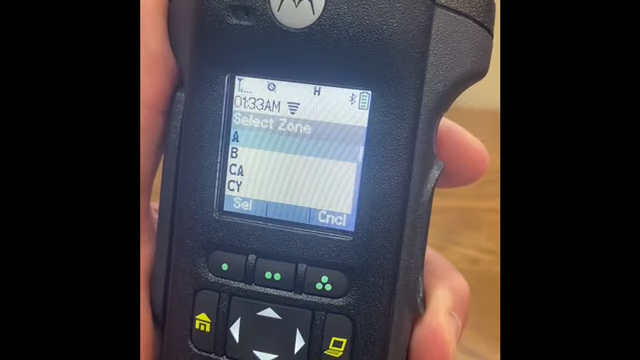 H
01:33AM
Select Zone
A
B
CA
CY
Sel Cncl